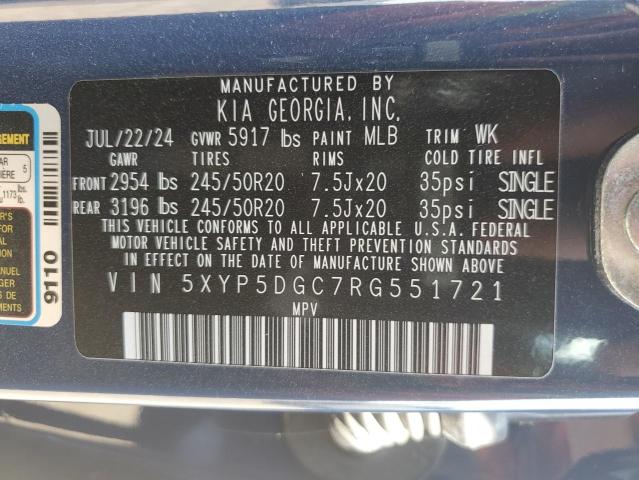 MANUFACTURED BY
KIA GEORGIA, INC.
JUL/22/24 GVWR 5917 lbs PAINT MLB TRIM WK
GAWR TIRES RIMS COLD TIRE INFL
FRONT 2954 lbs 245/50R20 7.5Jx20 35psi SINGLE
REAR 3196 lbs 245/50R20 7.5Jx20 35psi SINGLE
THIS VEHICLE CONFORMS TO ALL APPLICABLE U.S.A. FEDERAL
MOTOR VEHICLE SAFETY AND THEFT PREVENTION STANDARDS
IN EFFECT ON THE DATE OF MANUFACTURE SHOWN ABOVE
VIN 5XYP5DGC7RG551721
MPV
5
1173 lbs.
9110